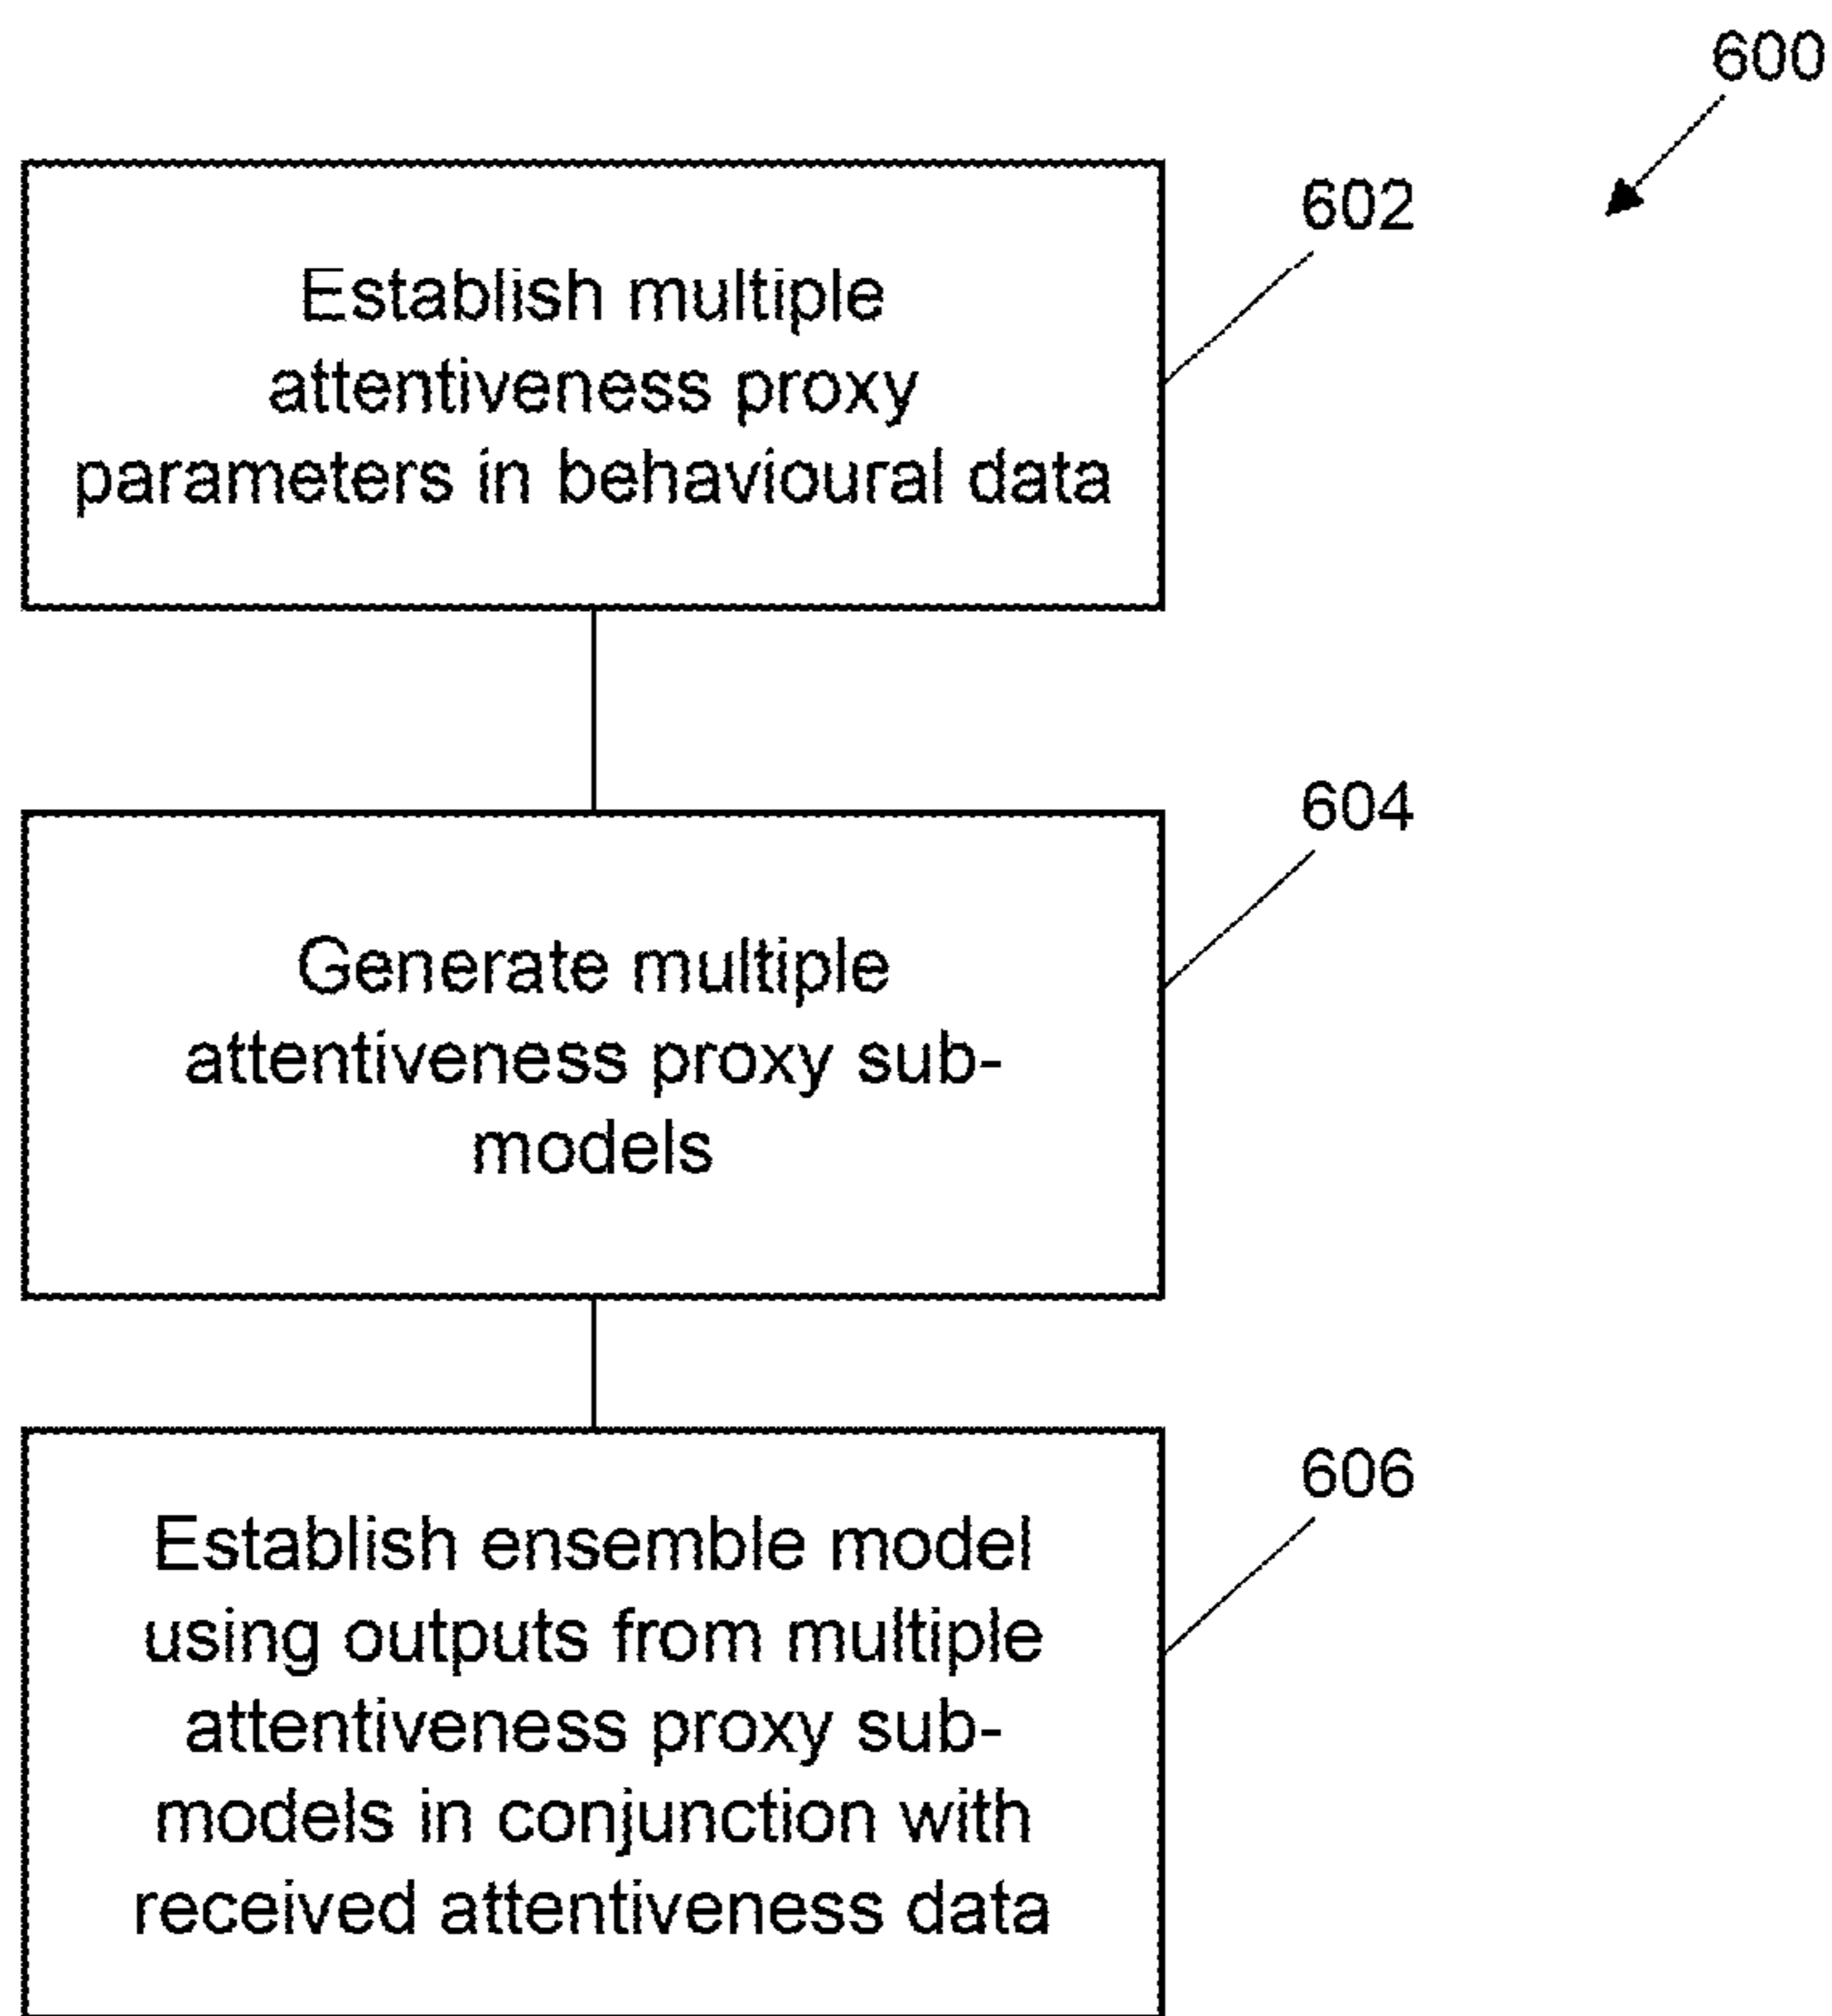 600
602
Establish multiple
attentiveness proxy
parameters in behavioural data
604
Generate multiple
attentiveness proxy sub-
models
606
Establish ensemble model
using outputs from multiple
attentiveness proxy sub-
models in conjunction with
received attentiveness data